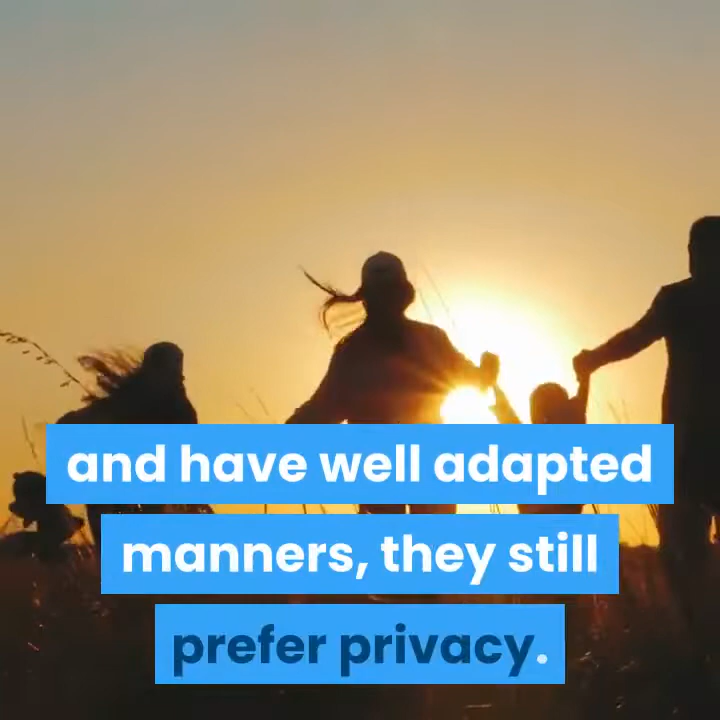 and have well adapted
manners, they still
prefer privacy.